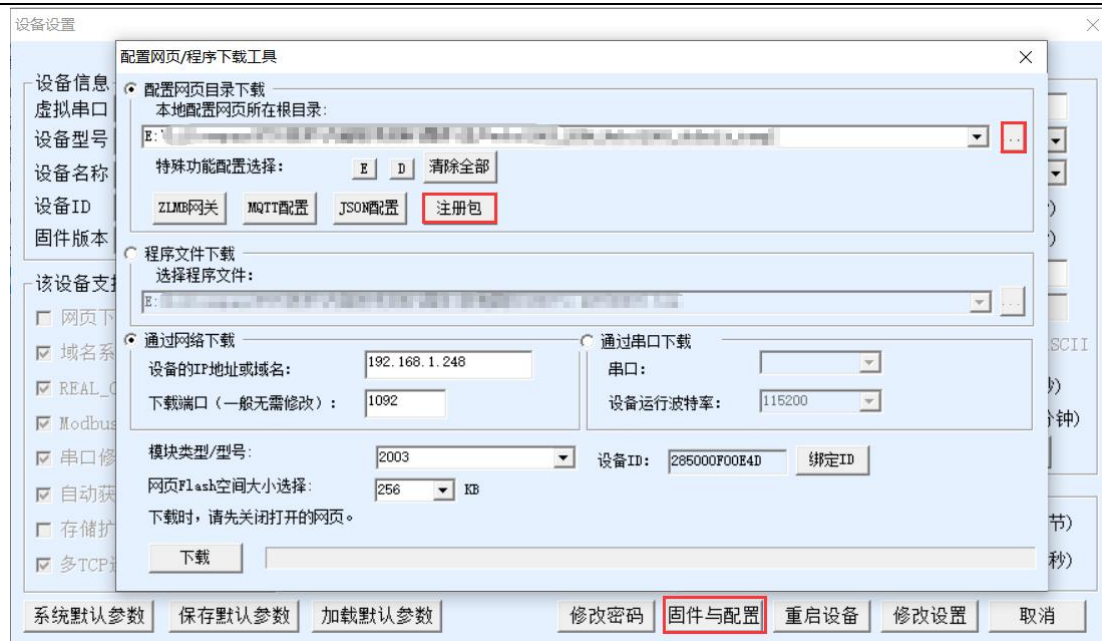 设备设置
配置网页/程序下载工具
设备信息
虚拟串口
设备型号
设备名称
设备ID
固件版本
该设备支
网页下
域名系
REAL_C
Modbus
串口修
自动获
存储扩
多TCP
配置网页目录下载
本地配置网页所在根目录:
E:\
...
特殊功能配置选择:
E D 清除全部
ZLMB网关 MQTT配置 JSON配置 注册包
程序文件下载
选择程序文件:
E:
...
通过网络下载
设备的IP地址或域名: 192.168.1.248
下载端口（一般无需修改）: 1092
通过串口下载
串口:
设备运行波特率: 115200
模块类型/型号: 2003
设备ID: 285000F00E4D 绑定ID
网页Flash空间大小选择: 256 KB
下载时，请先关闭打开的网页。
下载
SCII
秒)
分钟)
节)
秒)
系统默认参数 保存默认参数 加载默认参数 修改密码 固件与配置 重启设备 修改设置 取消